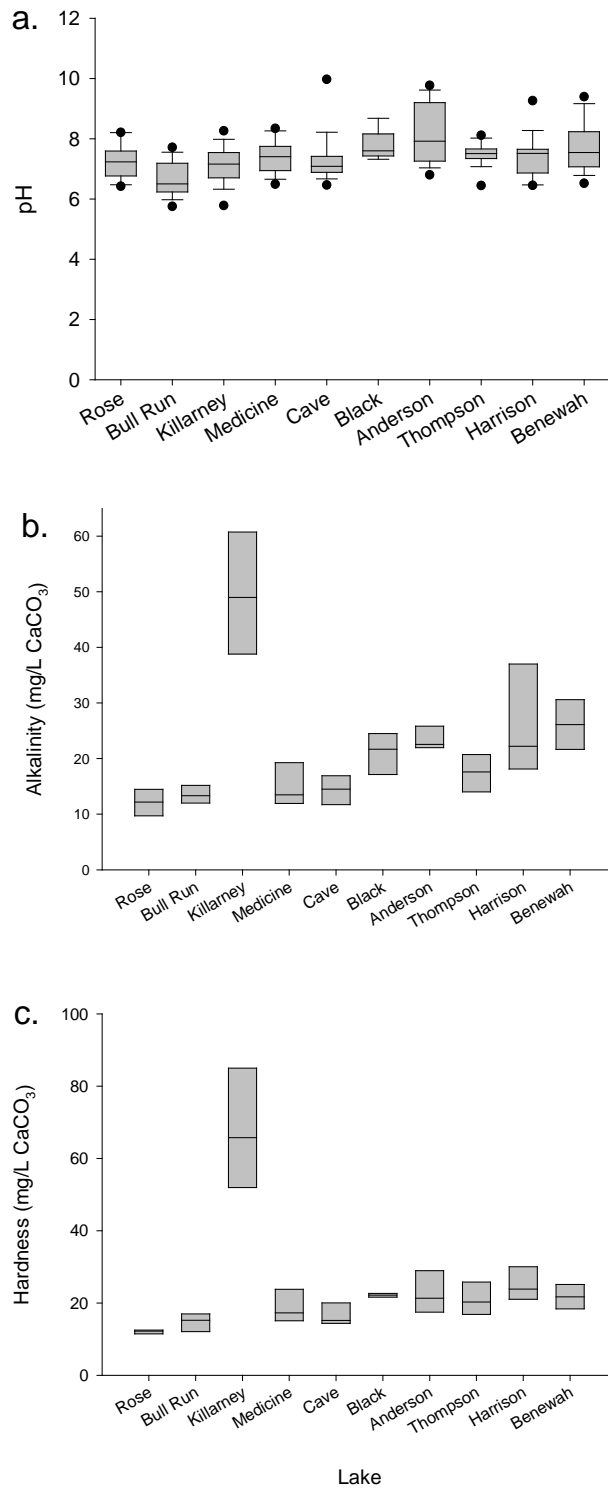 a.
12
10
8
6
4
2
0
pH
Rose
Bull Run
Killarney
Medicine
Cave
Black
Anderson
Thompson
Harrison
Benewah
b.
60
50
40
30
20
10
0
Alkalinity (mg/L CaCO₃)
Rose
Bull Run
Killarney
Medicine
Cave
Black
Anderson
Thompson
Harrison
Benewah
c.
100
80
60
40
20
0
Hardness (mg/L CaCO₃)
Rose
Bull Run
Killarney
Medicine
Cave
Black
Anderson
Thompson
Harrison
Benewah
Lake